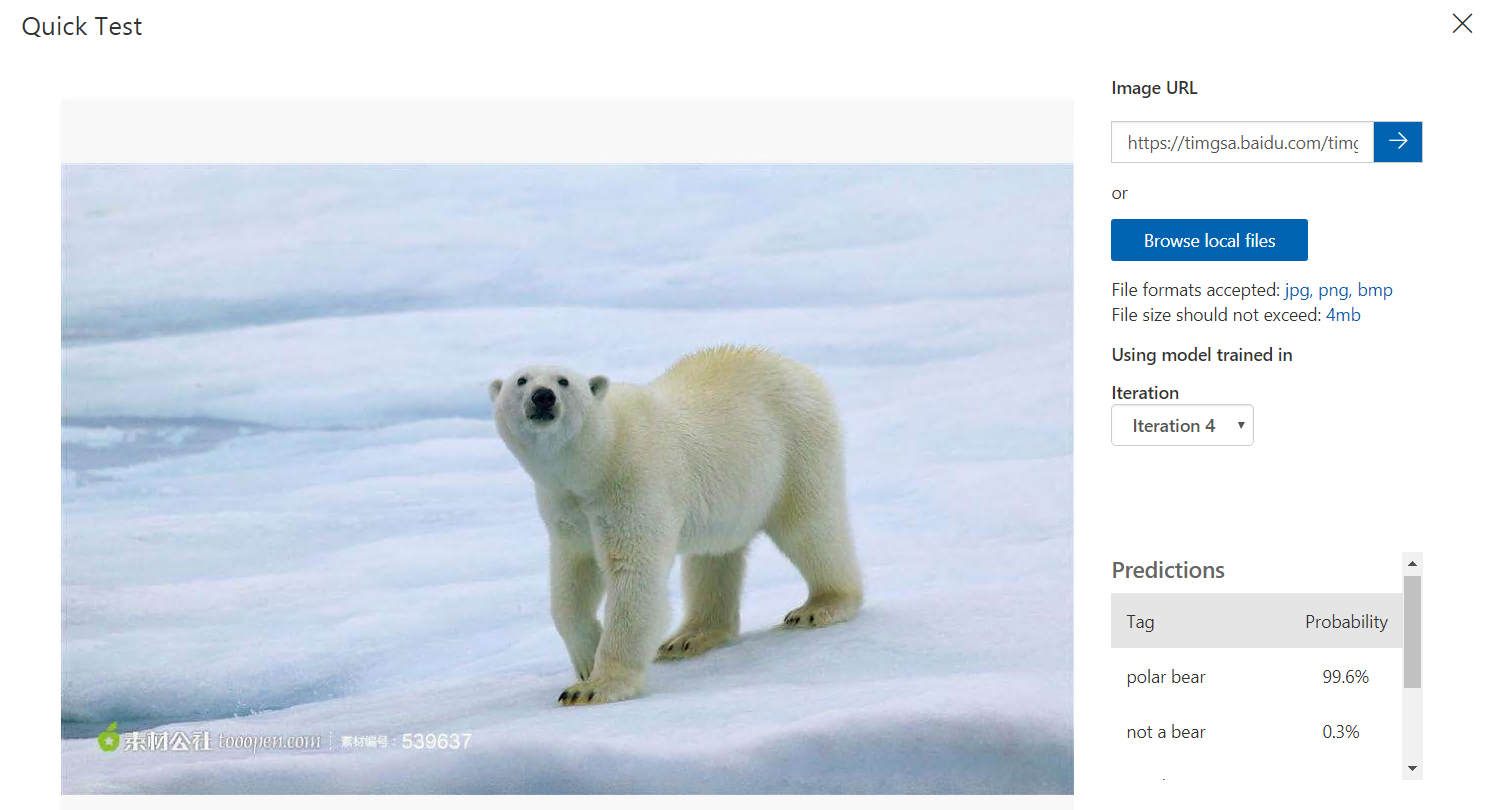 Quick Test
Image URL
https://timgsa.baidu.com/timg
or
Browse local files
File formats accepted: jpg, png, bmp
File size should not exceed: 4mb
Using model trained in
Iteration
Iteration 4
Predictions
Tag Probability
polar bear 99.6%
not a bear 0.3%
素材公社 tooopen.com 素材编号：539637